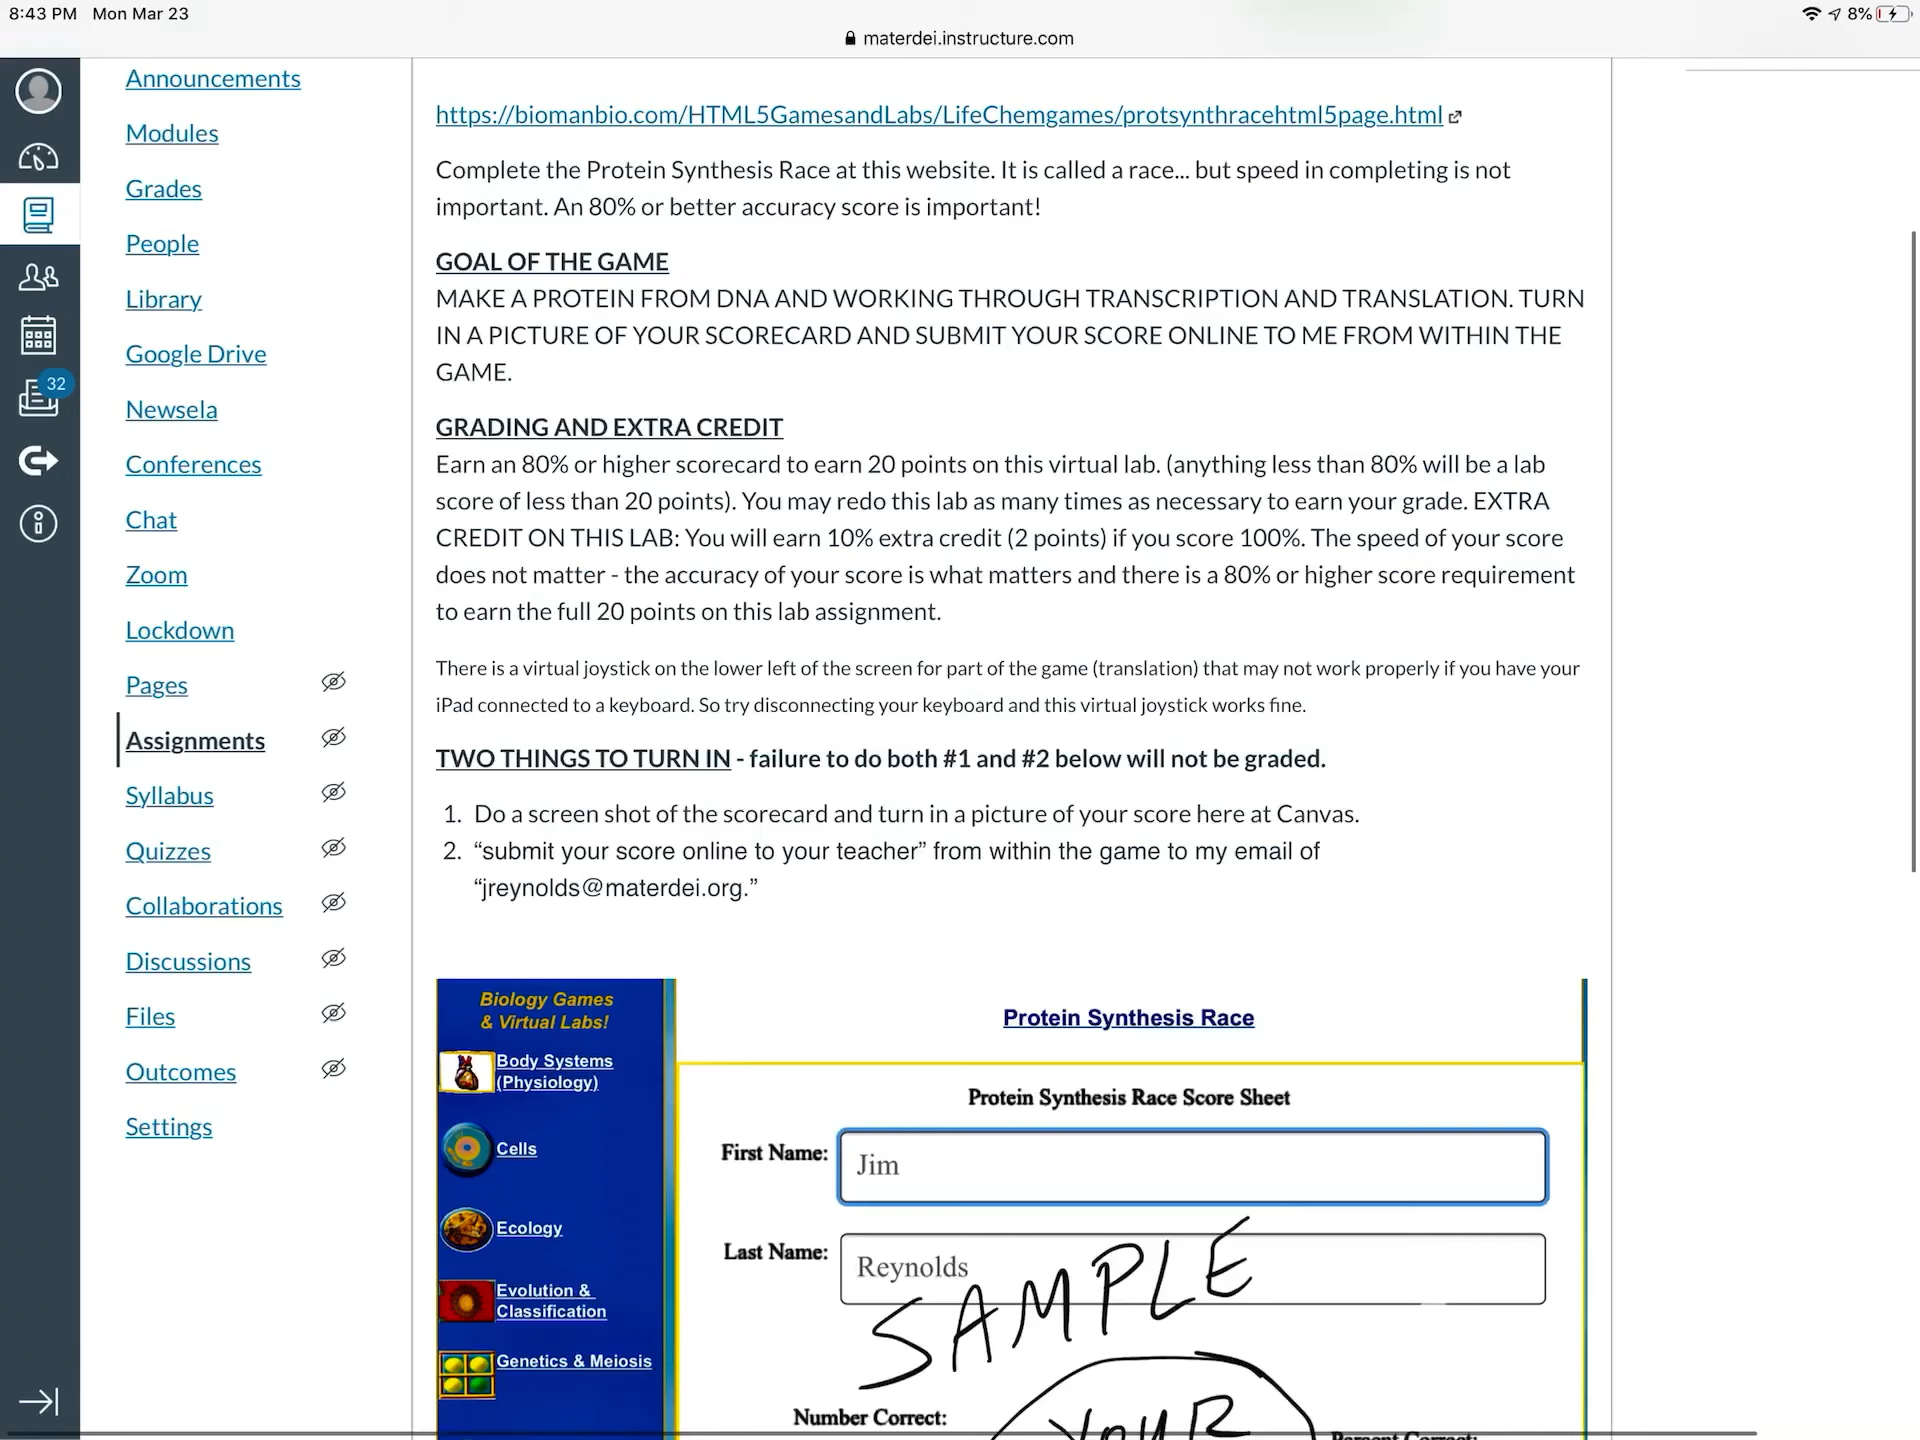 8:43 PM Mon Mar 23
8%
materdei.instructure.com
32
Announcements
Modules
Grades
People
Library
Google Drive
Newsela
Conferences
Chat
Zoom
Lockdown
Pages
Assignments
Syllabus
Quizzes
Collaborations
Discussions
Files
Outcomes
Settings
https://biomanbio.com/HTML5GamesandLabs/LifeChemgames/protsynthracehtml5page.html
Complete the Protein Synthesis Race at this website. It is called a race... but speed in completing is not
important. An 80% or better accuracy score is important!
GOAL OF THE GAME
MAKE A PROTEIN FROM DNA AND WORKING THROUGH TRANSCRIPTION AND TRANSLATION. TURN
IN A PICTURE OF YOUR SCORECARD AND SUBMIT YOUR SCORE ONLINE TO ME FROM WITHIN THE
GAME.
GRADING AND EXTRA CREDIT
Earn an 80% or higher scorecard to earn 20 points on this virtual lab. (anything less than 80% will be a lab
score of less than 20 points). You may redo this lab as many times as necessary to earn your grade. EXTRA
CREDIT ON THIS LAB: You will earn 10% extra credit (2 points) if you score 100%. The speed of your score
does not matter - the accuracy of your score is what matters and there is a 80% or higher score requirement
to earn the full 20 points on this lab assignment.
There is a virtual joystick on the lower left of the screen for part of the game (translation) that may not work properly if you have your
iPad connected to a keyboard. So try disconnecting your keyboard and this virtual joystick works fine.
TWO THINGS TO TURN IN - failure to do both #1 and #2 below will not be graded.
1. Do a screen shot of the scorecard and turn in a picture of your score here at Canvas.
2. “submit your score online to your teacher” from within the game to my email of
“jreynolds@materdei.org.”
Biology Games
& Virtual Labs!
Body Systems
(Physiology)
Cells
Ecology
Evolution &
Classification
Genetics & Meiosis
Protein Synthesis Race
Protein Synthesis Race Score Sheet
First Name: Jim
Last Name: Reynolds
SAMPLE
Number Correct:
YOUR
Percent Correct: